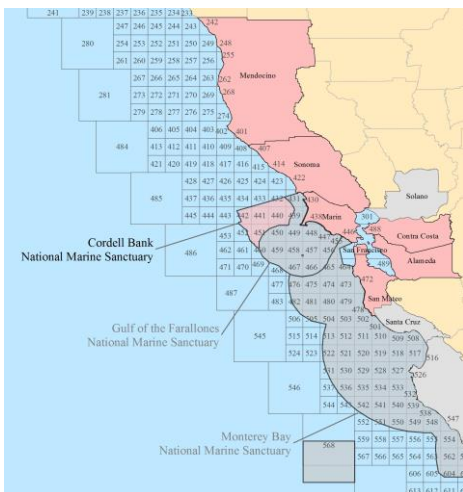 241 239 238 237 236 235 234 233
242
247 246 245 244 243
280
254 253 252 251 250 249 248
255
261 260 259 258 257 256
267 266 265 264 263 262
Mendocino
281
273 272 271 270 269 268
279 278 277 276 275 274
406 405 404 403 402 401
484
413 412 411 410 409 408 407
421 420 419 418 417 416 415 414
Sonoma
428 427 426 425 424 423 422
Solano
485
437 436 435 434 433 432 431 430
445 444 443 442 441 440 439 438 Marin
301
Cordell Bank
National Marine Sanctuary
453 452 451 450 449 448 447 446 488
Contra Costa
486
462 461 460 459 458 457 456
San Francisco
Alameda
471 470 469 468 467 466 465 464 489
487
477 476 475 474 473 472
San Mateo
Gulf of the Farallones
National Marine Sanctuary
483 482 481 480 479 478
Santa Cruz
545
506 505 504 503 502 501
515 514 513 512 511 510 509 508
524 523 522 521 520 519 518 517 516
546
531 530 529 528 527 526
537 536 535 534 533 532
544 543 542 541 540 539 538
547
Monterey Bay
National Marine Sanctuary
552 551 550 549 548
568
559 558 557 556 555 554
567 566 565 564 563 562
606 605 604
613 612